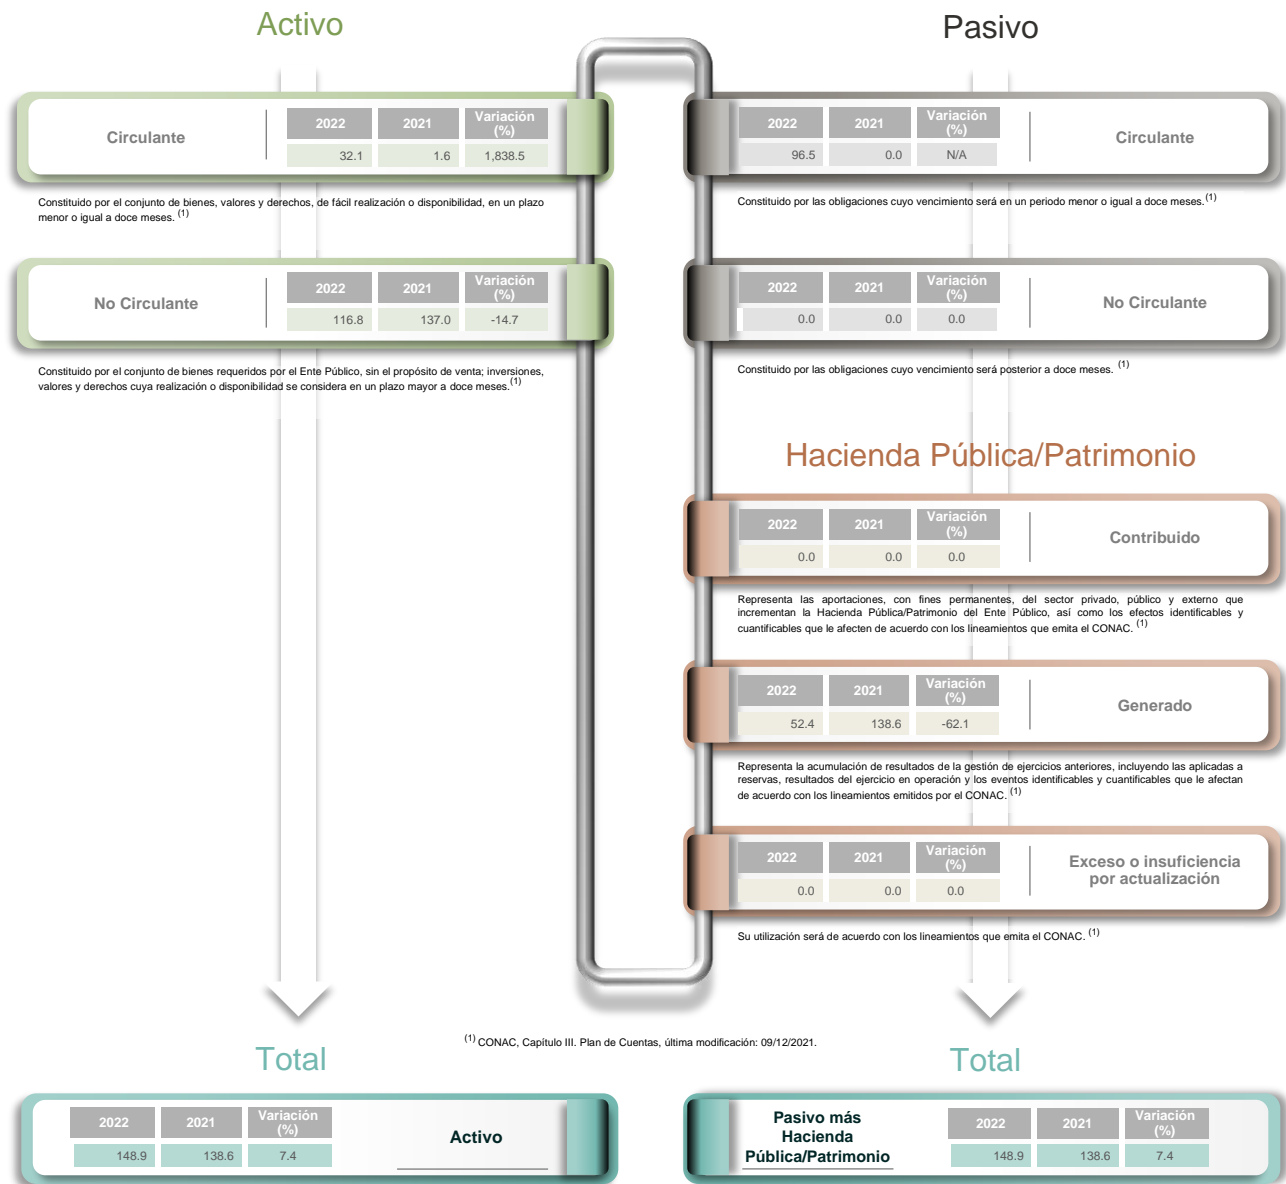 Activo
Circulante
2022 2021 Variación (%)
32.1 1.6 1,838.5
Constituido por el conjunto de bienes, valores y derechos, de fácil realización o disponibilidad, en un plazo
menor o igual a doce meses. (1)
No Circulante
2022 2021 Variación (%)
116.8 137.0 -14.7
Constituido por el conjunto de bienes requeridos por el Ente Público, sin el propósito de venta; inversiones,
valores y derechos cuya realización o disponibilidad se considera en un plazo mayor a doce meses.(1)
Pasivo
2022 2021 Variación (%)
96.5 0.0 N/A
Circulante
Constituido por las obligaciones cuyo vencimiento será en un periodo menor o igual a doce meses.(1)
2022 2021 Variación (%)
0.0 0.0 0.0
No Circulante
Constituido por las obligaciones cuyo vencimiento será posterior a doce meses. (1)
Hacienda Pública/Patrimonio
2022 2021 Variación (%)
0.0 0.0 0.0
Contribuido
Representa las aportaciones, con fines permanentes, del sector privado, público y externo que
incrementan la Hacienda Pública/Patrimonio del Ente Público, así como los efectos identificables y
cuantificables que le afecten de acuerdo con los lineamientos que emita el CONAC. (1)
2022 2021 Variación (%)
52.4 138.6 -62.1
Generado
Representa la acumulación de resultados de la gestión de ejercicios anteriores, incluyendo las aplicadas a
reservas, resultados del ejercicio en operación y los eventos identificables y cuantificables que le afectan
de acuerdo con los lineamientos emitidos por el CONAC. (1)
2022 2021 Variación (%)
0.0 0.0 0.0
Exceso o insuficiencia
por actualización
Su utilización será de acuerdo con los lineamientos que emita el CONAC. (1)
(1) CONAC, Capítulo III. Plan de Cuentas, última modificación: 09/12/2021.
Total
2022 2021 Variación (%)
148.9 138.6 7.4
Activo
Total
Pasivo más
Hacienda
Pública/Patrimonio
2022 2021 Variación (%)
148.9 138.6 7.4